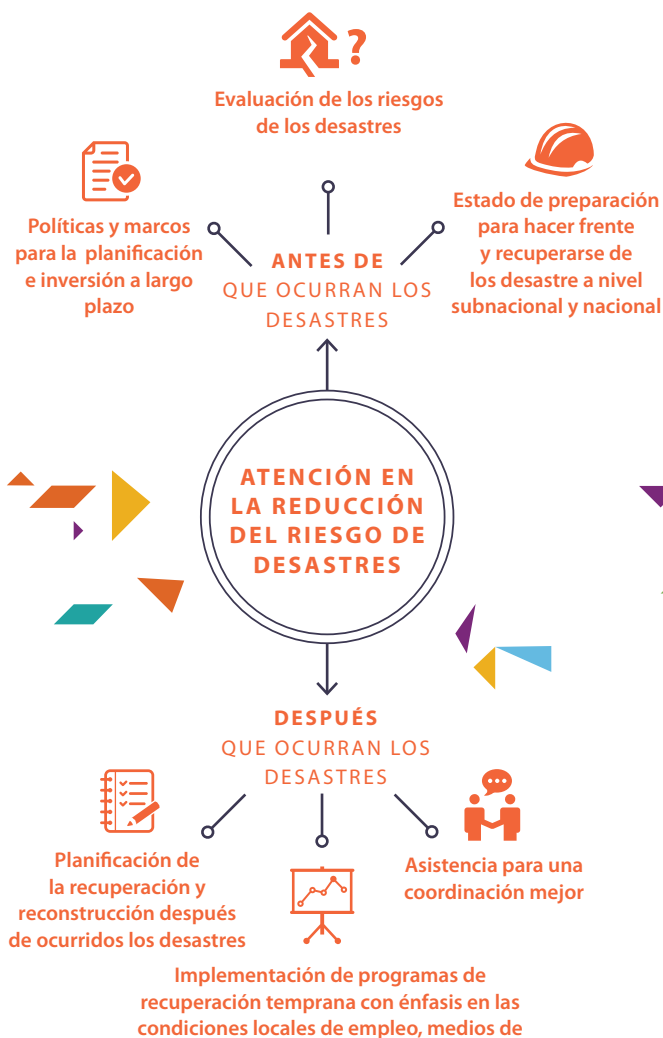 ?
Evaluación de los riesgos
de los desastres
Políticas y marcos
para la planificación
e inversión a largo
plazo
Estado de preparación
para hacer frente
y recuperarse de
los desastre a nivel
subnacional y nacional
ANTES DE
QUE OCURRAN LOS
DESASTRES
ATENCIÓN EN
LA REDUCCIÓN
DEL RIESGO DE
DESASTRES
DESPUÉS
QUE OCURRAN LOS
DESASTRES
Planificación de
la recuperación y
reconstrucción después
de ocurridos los desastres
Implementación de programas de
recuperación temprana con énfasis en las
condiciones locales de empleo, medios de
Asistencia para una
coordinación mejor